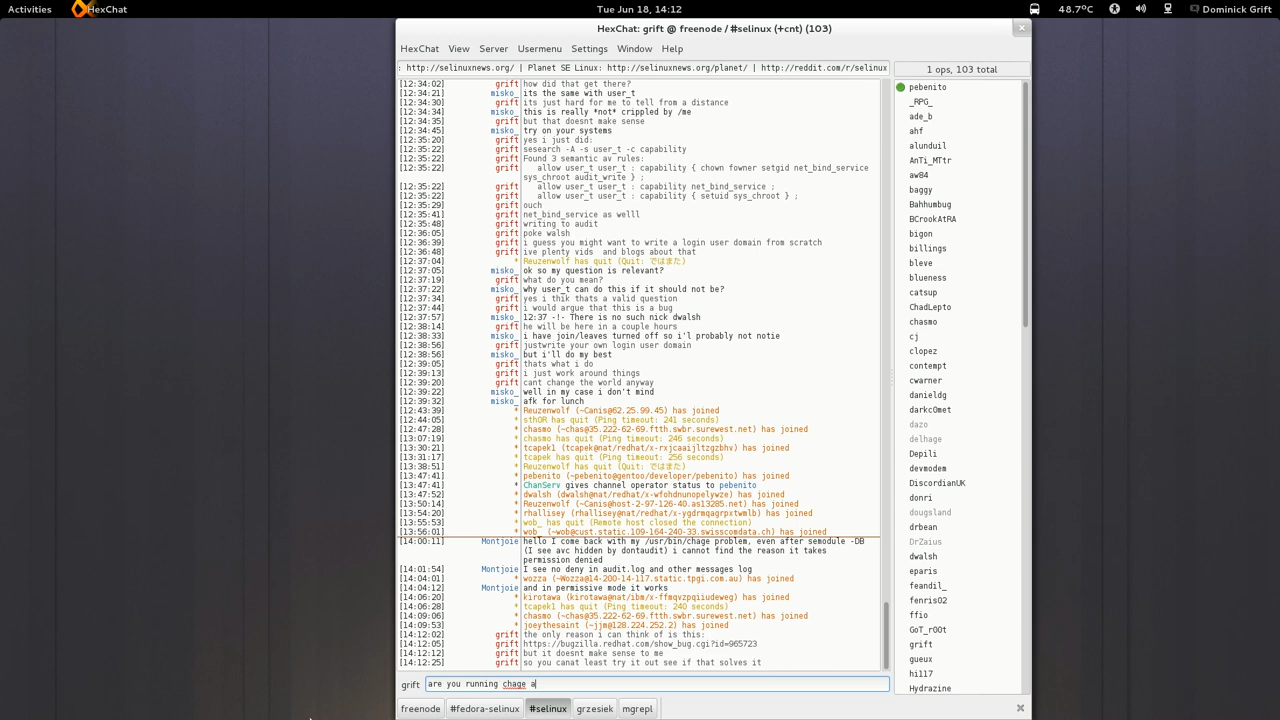 Activities HexChat Tue Jun 18, 14:12 48.7°C Dominick Grift
HexChat: grift @ freenode / #selinux (+cnt) (103)
HexChat View Server Usermenu Settings Window Help
: http://selinuxnews.org/ | Planet SE Linux: http://selinuxnews.org/planet/ | http://reddit.com/r/selinux
[12:34:02] grift how did that get there?
[12:34:21] misko_ its the same with user_t
[12:34:30] grift its just hard for me to tell from a distance
[12:34:34] misko_ this is really *not* crippled by /me
[12:34:35] grift but that doesnt make sense
[12:34:45] misko_ try on your systems
[12:35:20] grift yes i just did:
[12:35:22] grift sesearch -A -s user_t -c capability
[12:35:22] grift Found 3 semantic av rules:
[12:35:22] grift allow user_t user_t : capability { chown fowner setgid net_bind_service
sys_chroot audit_write } ;
[12:35:22] grift allow user_t user_t : capability net_bind_service ;
[12:35:22] grift allow user_t user_t : capability { setuid sys_chroot } ;
[12:35:29] grift ouch
[12:35:41] grift net_bind_service as welll
[12:35:48] grift writing to audit
[12:36:05] grift poke walsh
[12:36:39] grift i guess you might want to write a login user domain from scratch
[12:36:48] grift ive plenty vids  and blogs about that
[12:37:04] * Reuzenwolf has quit (Quit: ではまた)
[12:37:05] misko_ ok so my question is relevant?
[12:37:19] grift what do you mean?
[12:37:22] misko_ why user_t can do this if it should not be?
[12:37:29] grift yes i thik thats a valid question
[12:37:44] grift i would argue that this is a bug
[12:37:57] misko_ 12:37 -!- There is no such nick dwalsh
[12:38:14] grift he will be here in a couple hours
[12:38:33] misko_ i have join/leaves turned off so i'l probably not notie
[12:38:56] grift justwrite your own login user domain
[12:38:56] misko_ but i'll do my best
[12:39:05] grift thats what i do
[12:39:13] grift i just work around things
[12:39:20] grift cant change the world anyway
[12:39:22] misko_ well in my case i don't mind
[12:39:32] misko_ afk for lunch
[12:43:39] * Reuzenwolf (~Canis@62.25.99.45) has joined
[12:44:05] * sthOR has quit (Ping timeout: 241 seconds)
[12:47:28] * chasmo (~chas@35.222-62-69.ftth.swbr.surewest.net) has joined
[13:07:19] * chasmo has quit (Ping timeout: 246 seconds)
[13:30:21] * tcapek1 (tcapek@nat/redhat/x-rxjcaaijltzgzbhv) has joined
[13:31:17] * tcapek has quit (Ping timeout: 256 seconds)
[13:38:51] * Reuzenwolf has quit (Quit: ではまた)
[13:47:41] * pebenito (~pebenito@gentoo/developer/pebenito) has joined
[13:47:41] * ChanServ gives channel operator status to pebenito
[13:47:52] * dwalsh (dwalsh@nat/redhat/x-wfohdnunopelywze) has joined
[13:50:14] * Reuzenwolf (~Canis@host-2-97-126-40.as13285.net) has joined
[13:54:20] * rhallisey (rhallisey@nat/redhat/x-ygdrmqagrpxtwmlb) has joined
[13:55:53] * wob_ has quit (Remote host closed the connection)
[13:56:01] * wob_ (~wob@cust.static.109-164-240-33.swisscomdata.ch) has joined
[14:00:11] Montjoie hello I come back with my /usr/bin/chage problem, even after semodule -DB
(I see avc hidden by dontaudit) i cannot find the reason it takes
permission denied
[14:01:54] Montjoie I see no deny in audit.log and other messages log
[14:04:01] * wozza (~Wozza@14-200-14-117.static.tpgi.com.au) has joined
[14:04:12] Montjoie and in permissive mode it works
[14:06:28] * kirotawa (kirotawa@nat/ibm/x-ffmqvzpqiiudeweg) has joined
[14:06:28] * tcapek1 has quit (Ping timeout: 240 seconds)
[14:09:06] * chasmo (~chas@35.222-62-69.ftth.swbr.surewest.net) has joined
[14:09:53] * joeythesaint (~jjm@128.224.252.2) has joined
[14:12:02] grift the only reason i can think of is this:
[14:12:05] grift https://bugzilla.redhat.com/show_bug.cgi?id=965723
[14:12:12] grift but it doesnt make sense to me
[14:12:25] grift so you canat least try it out see if that solves it
grift are you running chage a
freenode #fedora-selinux #selinux grzesiek mgrepl
1 ops, 103 total
pebenito
_RPG_
ade_b
ahf
alunduil
AnTi_MTtr
aw84
baggy
Bahhumbug
BCrookAtRA
bigon
billings
bleve
blueness
catsup
ChadLepto
chasmo
cj
clopez
contempt
cwarner
danieldg
darkc0met
dazo
delhage
Depili
devmodem
DiscordianUK
donri
dougsland
drbean
DrZaius
dwalsh
eparis
feandil_
fenris02
ffio
GoT_rOOt
grift
gueux
hi117
Hydrazine